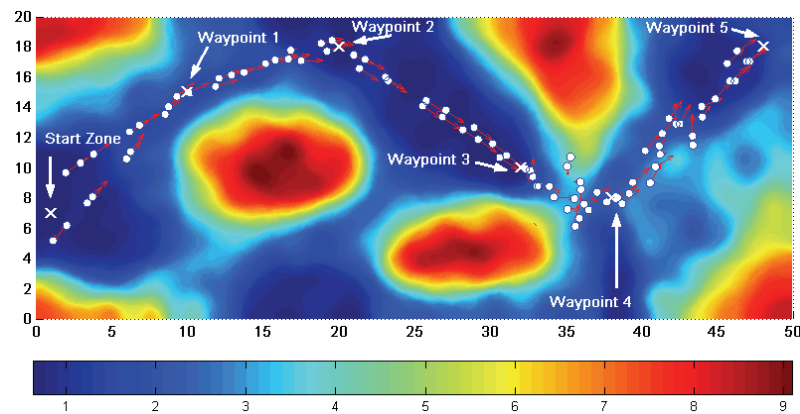 20
18
16
14
12
10
8
6
4
2
0
Waypoint 1
Waypoint 2
Waypoint 5
Start Zone
Waypoint 3
Waypoint 4
0 5 10 15 20 25 30 35 40 45 50
1 2 3 4 5 6 7 8 9